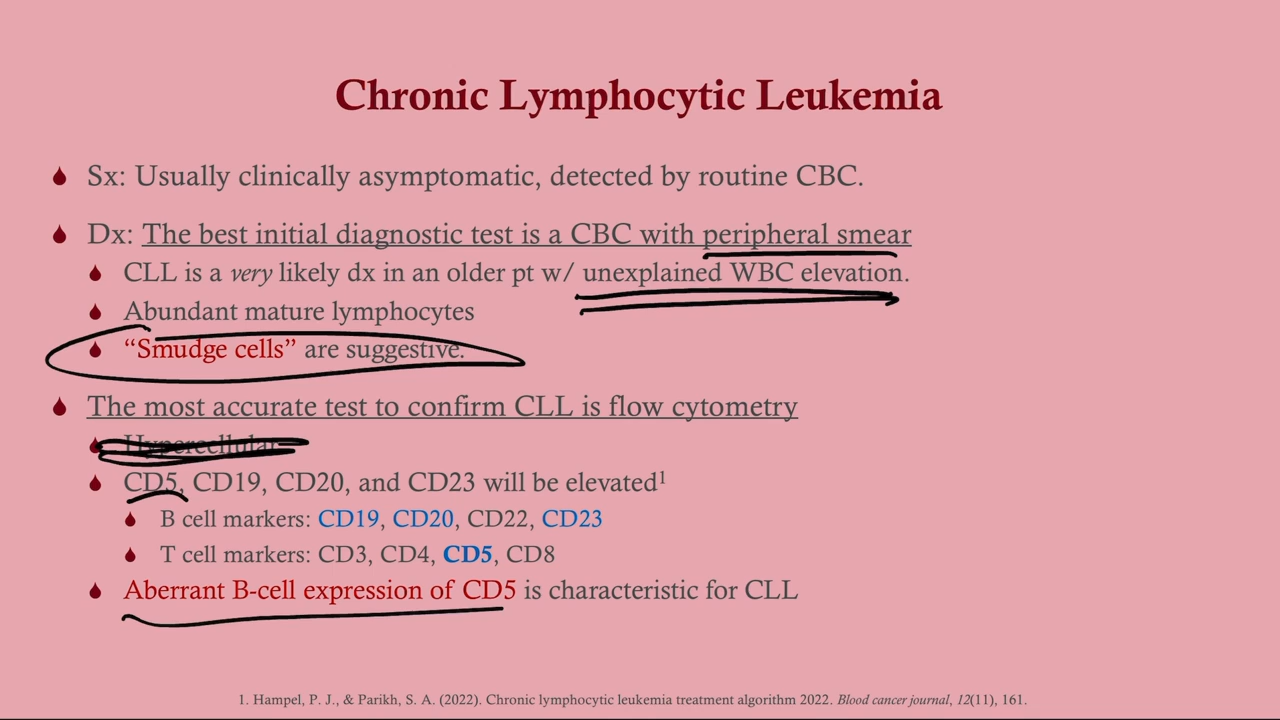 Chronic Lymphocytic Leukemia
Sx: Usually clinically asymptomatic, detected by routine CBC.
Dx: The best initial diagnostic test is a CBC with peripheral smear
CLL is a very likely dx in an older pt w/ unexplained WBC elevation.
Abundant mature lymphocytes
“Smudge cells” are suggestive.
The most accurate test to confirm CLL is flow cytometry
Hypercellular
CD5, CD19, CD20, and CD23 will be elevated¹
B cell markers: CD19, CD20, CD22, CD23
T cell markers: CD3, CD4, CD5, CD8
Aberrant B-cell expression of CD5 is characteristic for CLL
1. Hampel, P. J., & Parikh, S. A. (2022). Chronic lymphocytic leukemia treatment algorithm 2022. Blood cancer journal, 12(11), 161.